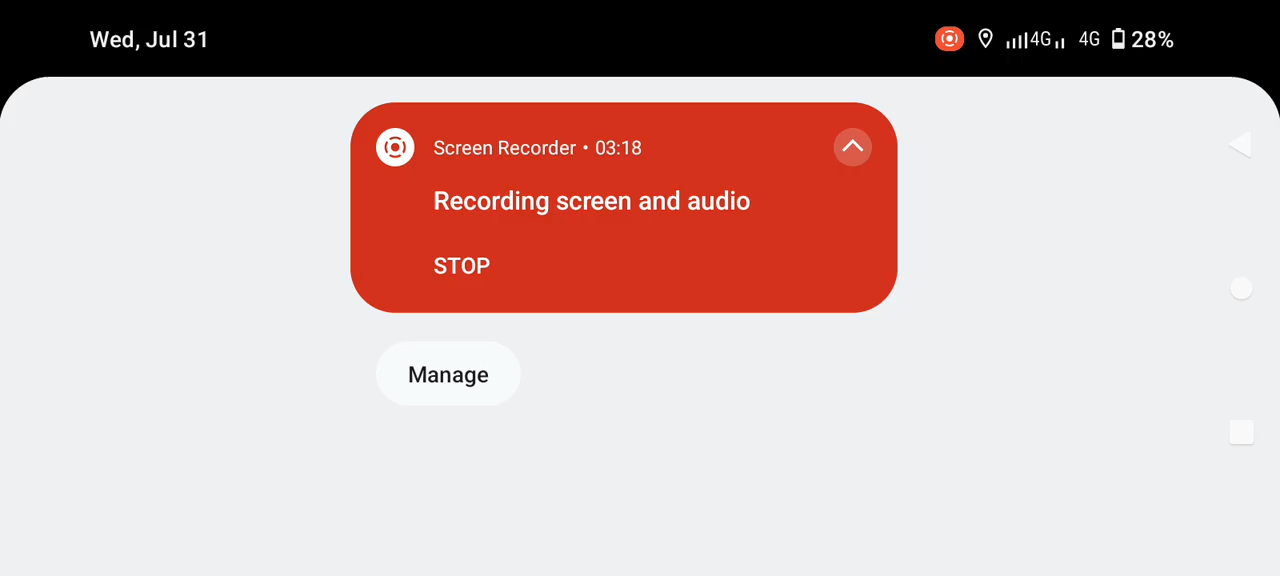 Wed, Jul 31
4G 4G 28%
Screen Recorder • 03:18
Recording screen and audio
STOP
Manage